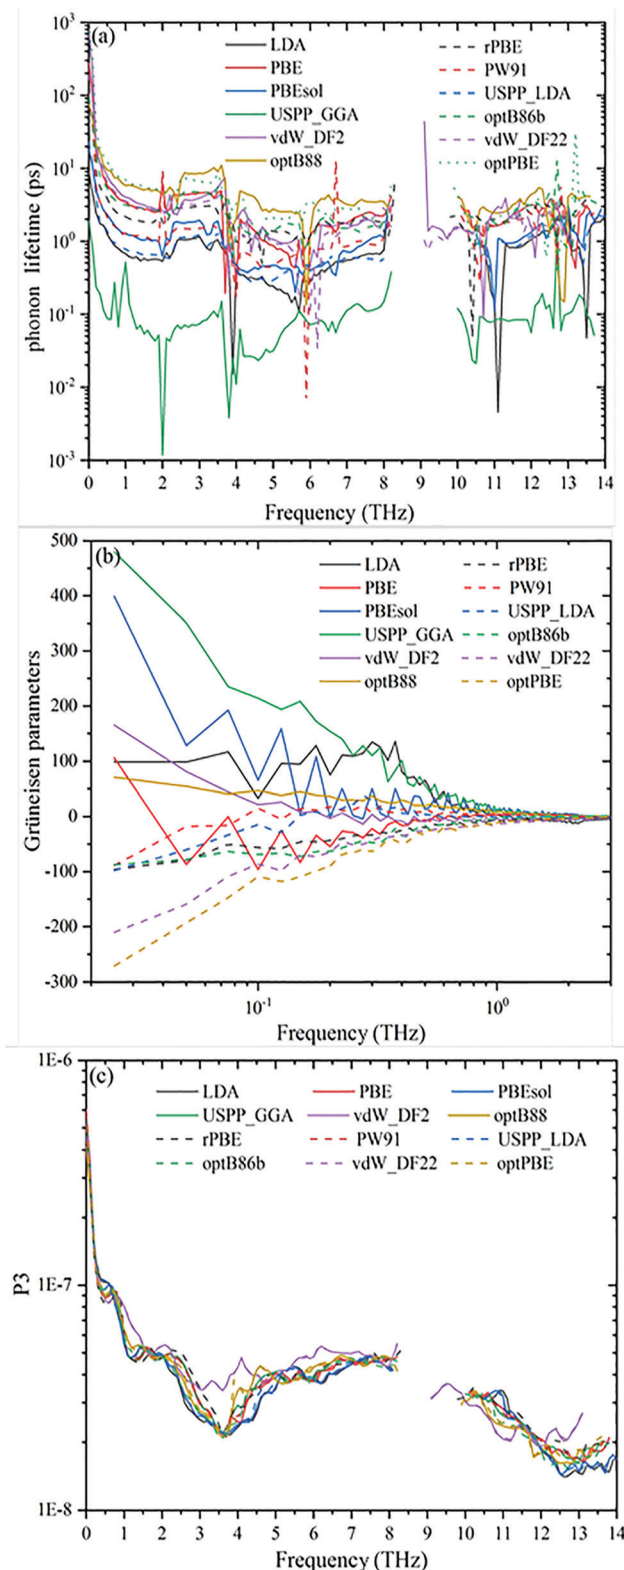 (a)
10³
10²
10¹
10⁰
10⁻¹
10⁻²
10⁻³
phonon lifetime (ps)
LDA
PBE
PBEsol
USPP_GGA
vdW_DF2
optB88
rPBE
PW91
USPP_LDA
optB86b
vdW_DF22
optPBE
0 1 2 3 4 5 6 7 8 9 10 11 12 13 14
Frequency (THz)
(b)
500
400
300
200
100
0
-100
-200
-300
Grüneisen parameters
LDA
PBE
PBEsol
USPP_GGA
vdW_DF2
optB88
rPBE
PW91
USPP_LDA
optB86b
vdW_DF22
optPBE
10⁻¹ 10⁰
Frequency (THz)
(c)
1E-6
1E-7
1E-8
P3
LDA PBE PBEsol
USPP_GGA vdW_DF2 optB88
rPBE PW91 USPP_LDA
optB86b vdW_DF22 optPBE
0 1 2 3 4 5 6 7 8 9 10 11 12 13 14
Frequency (THz)